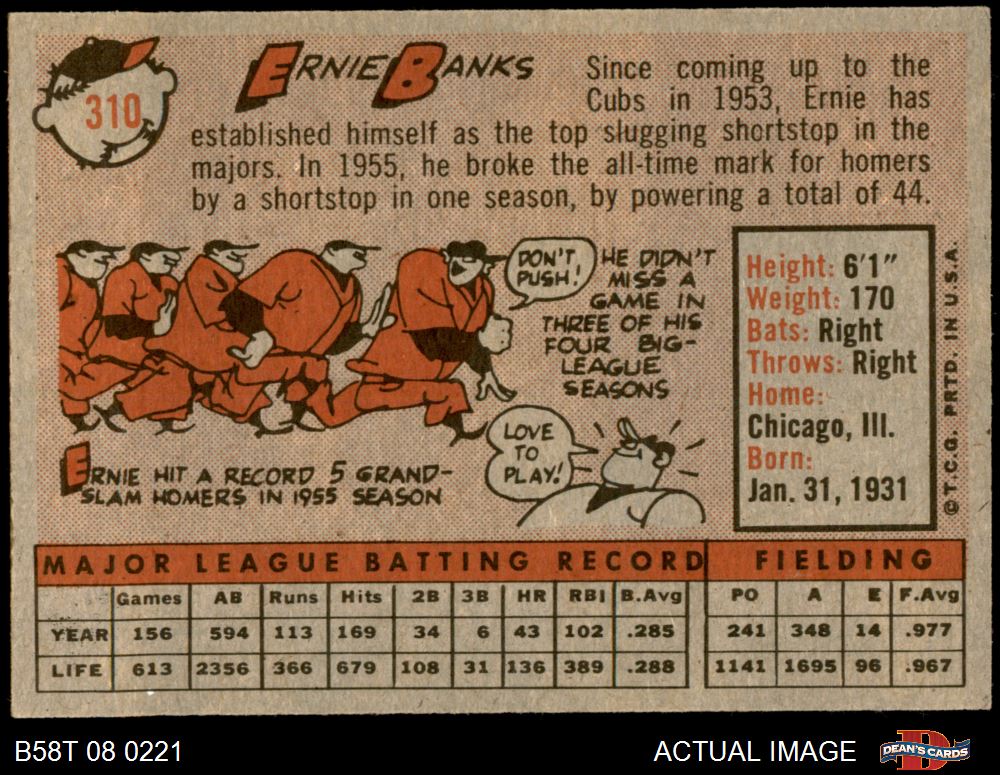 310
ERNIE BANKS
Since coming up to the
Cubs in 1953, Ernie has
established himself as the top slugging shortstop in the
majors. In 1955, he broke the all-time mark for homers
by a shortstop in one season, by powering a total of 44.
DON'T
PUSH!
HE DIDN'T
MISS A
GAME IN
THREE OF HIS
FOUR BIG-
LEAGUE
SEASONS
LOVE
TO
PLAY!
ERNIE HIT A RECORD 5 GRAND-
SLAM HOMERS IN 1955 SEASON
Height: 6'1"
Weight: 170
Bats: Right
Throws: Right
Home:
Chicago, Ill.
Born:
Jan. 31, 1931
© T.C.G. PRTD. IN U.S.A.
MAJOR LEAGUE BATTING RECORD FIELDING
Games AB Runs Hits 2B 3B HR RBI B.Avg PO A E F.Avg
YEAR 156 594 113 169 34 6 43 102 .285 241 348 14 .977
LIFE 613 2356 366 679 108 31 136 389 .288 1141 1695 96 .967
B58T 08 0221 ACTUAL IMAGE DEAN'S CARDS